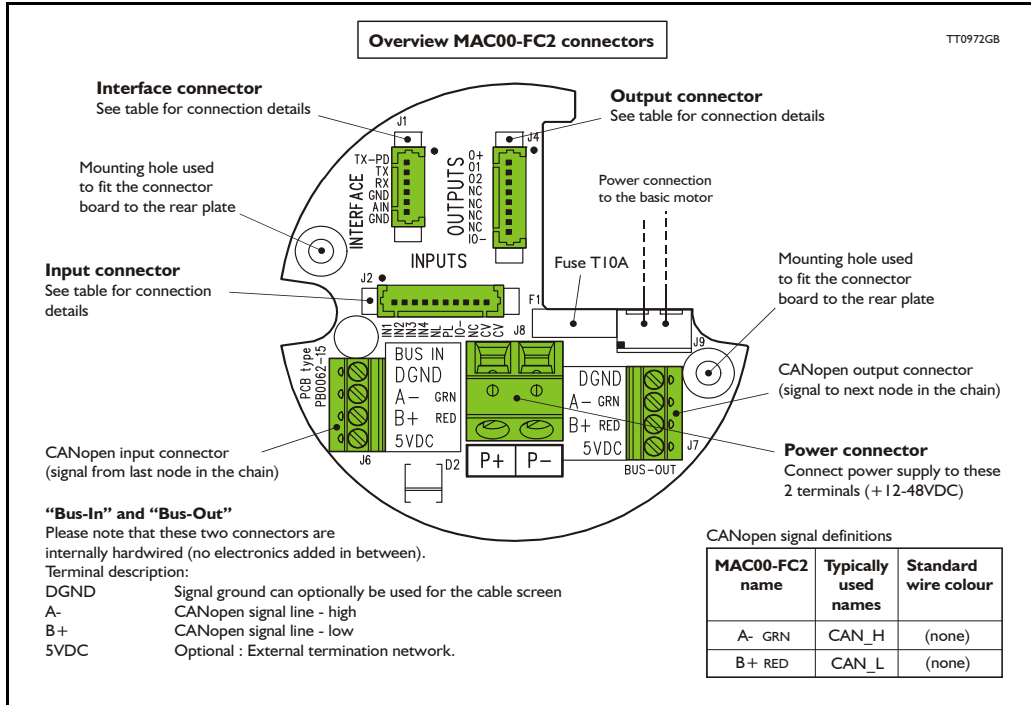 Overview MAC00-FC2 connectors
TT0972GB
Interface connector
See table for connection details
Output connector
See table for connection details
J1
J4
TX-PD
TX
RX
GND
AIN
GND
INTERFACE
OUTPUTS
O+
O1
O2
NC
NC
NC
NC
IO-
Mounting hole used
to fit the connector
board to the rear plate
Power connection
to the basic motor
INPUTS
Fuse T10A
Mounting hole used
to fit the connector
board to the rear plate
Input connector
See table for connection
details
J2
F1
IN1
IN2
IN3
IN4
NL
PL
IO-
NC
CV
CV
J8
J9
PCB type
PB0062-15
BUS IN
DGND
A- GRN
B+ RED
5VDC
J6
DGND
A- GRN
B+ RED
5VDC
J7
BUS-OUT
CANopen output connector
(signal to next node in the chain)
CANopen input connector
(signal from last node in the chain)
D2
P+ P-
Power connector
Connect power supply to these
2 terminals (+12-48VDC)
“Bus-In” and “Bus-Out”
Please note that these two connectors are
internally hardwired (no electronics added in between).
Terminal description:
DGND Signal ground can optionally be used for the cable screen
A- CANopen signal line - high
B+ CANopen signal line - low
5VDC Optional : External termination network.
CANopen signal definitions
MAC00-FC2 name Typically used names Standard wire colour
A- GRN CAN_H (none)
B+ RED CAN_L (none)